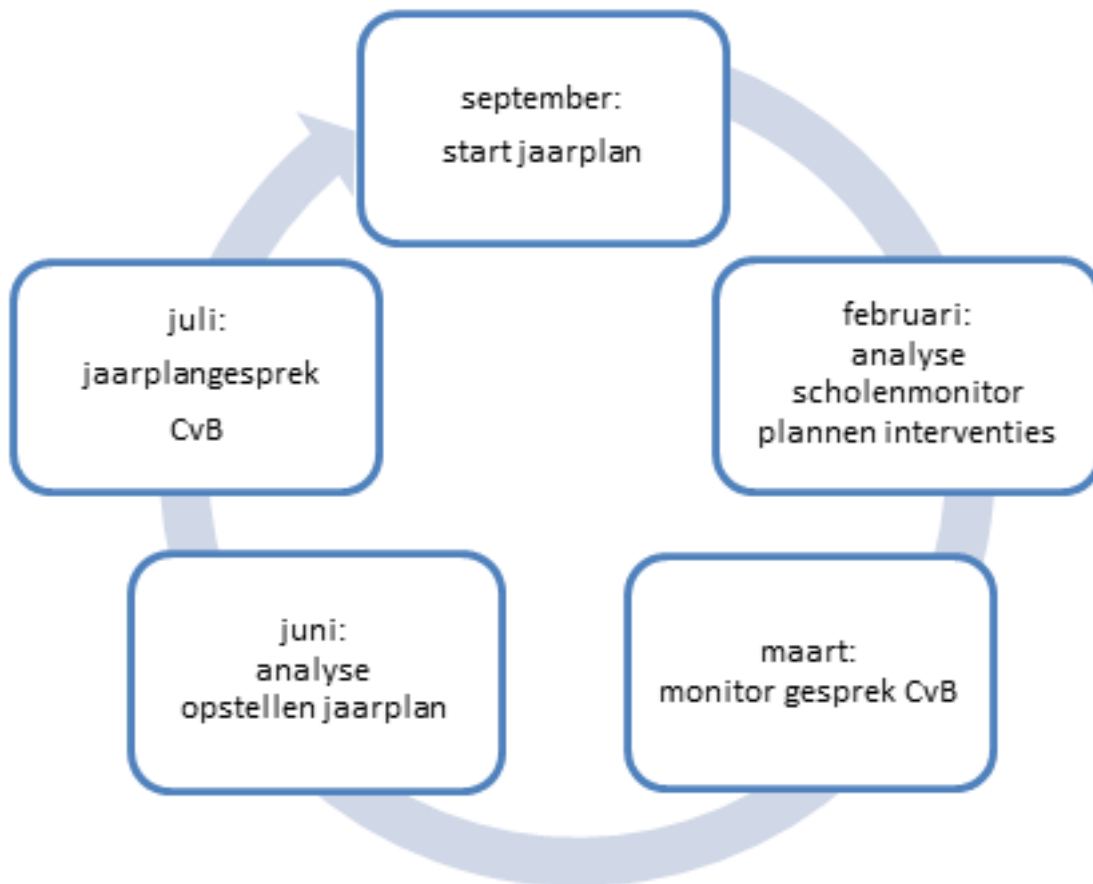 september:
start jaarplan
februari:
analyse
scholenmonitor
plannen interventies
maart:
monitor gesprek CvB
juni:
analyse
opstellen jaarplan
juli:
jaarplangesprek
CvB